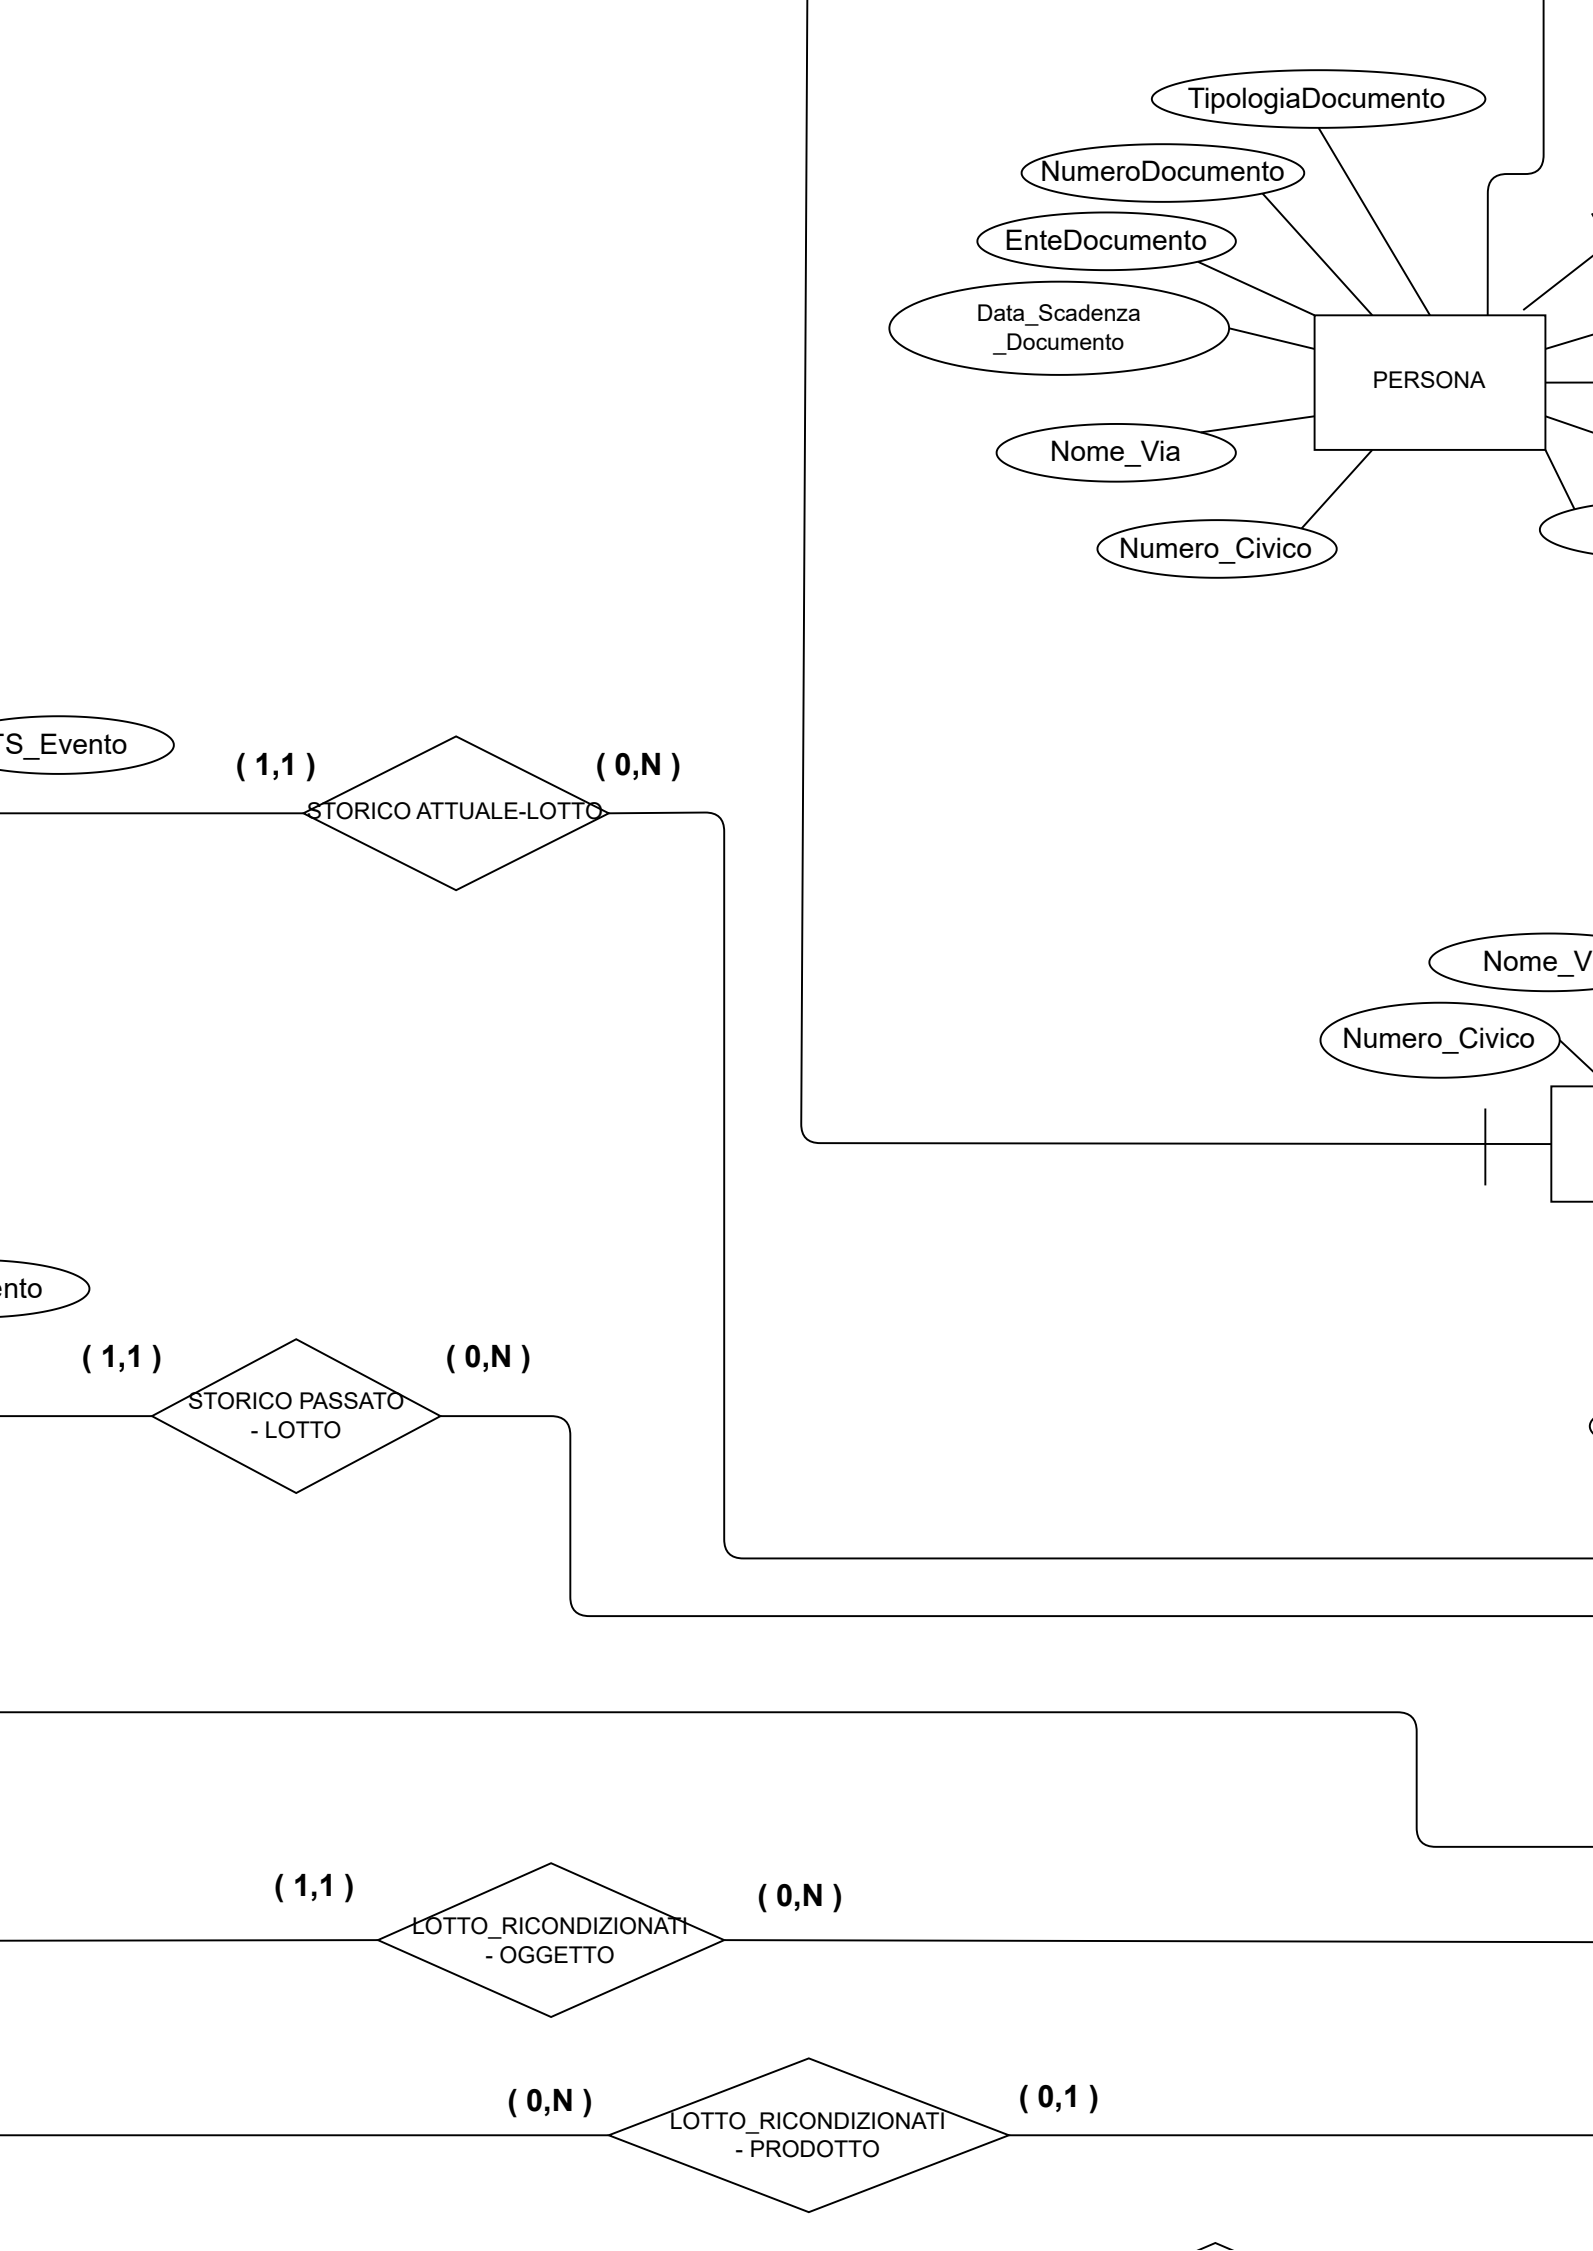 TipologiaDocumento
NumeroDocumento
EnteDocumento
Data_Scadenza
_Documento
PERSONA
Nome_Via
Numero_Civico
TS_Evento
( 1,1 )
STORICO ATTUALE-LOTTO
( 0,N )
Nome_V
Numero_Civico
ento
( 1,1 )
STORICO PASSATO
- LOTTO
( 0,N )
( 1,1 )
LOTTO_RICONDIZIONATI
- OGGETTO
( 0,N )
( 0,N )
LOTTO_RICONDIZIONATI
- PRODOTTO
( 0,1 )